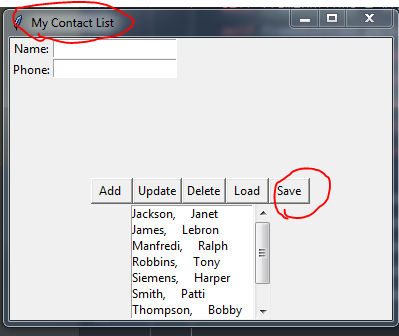 My Contact List
Name:
Phone:
Add Update Delete Load Save
Jackson, Janet
James, Lebron
Manfredi, Ralph
Robbins, Tony
Siemens, Harper
Smith, Patti
Thompson, Bobby